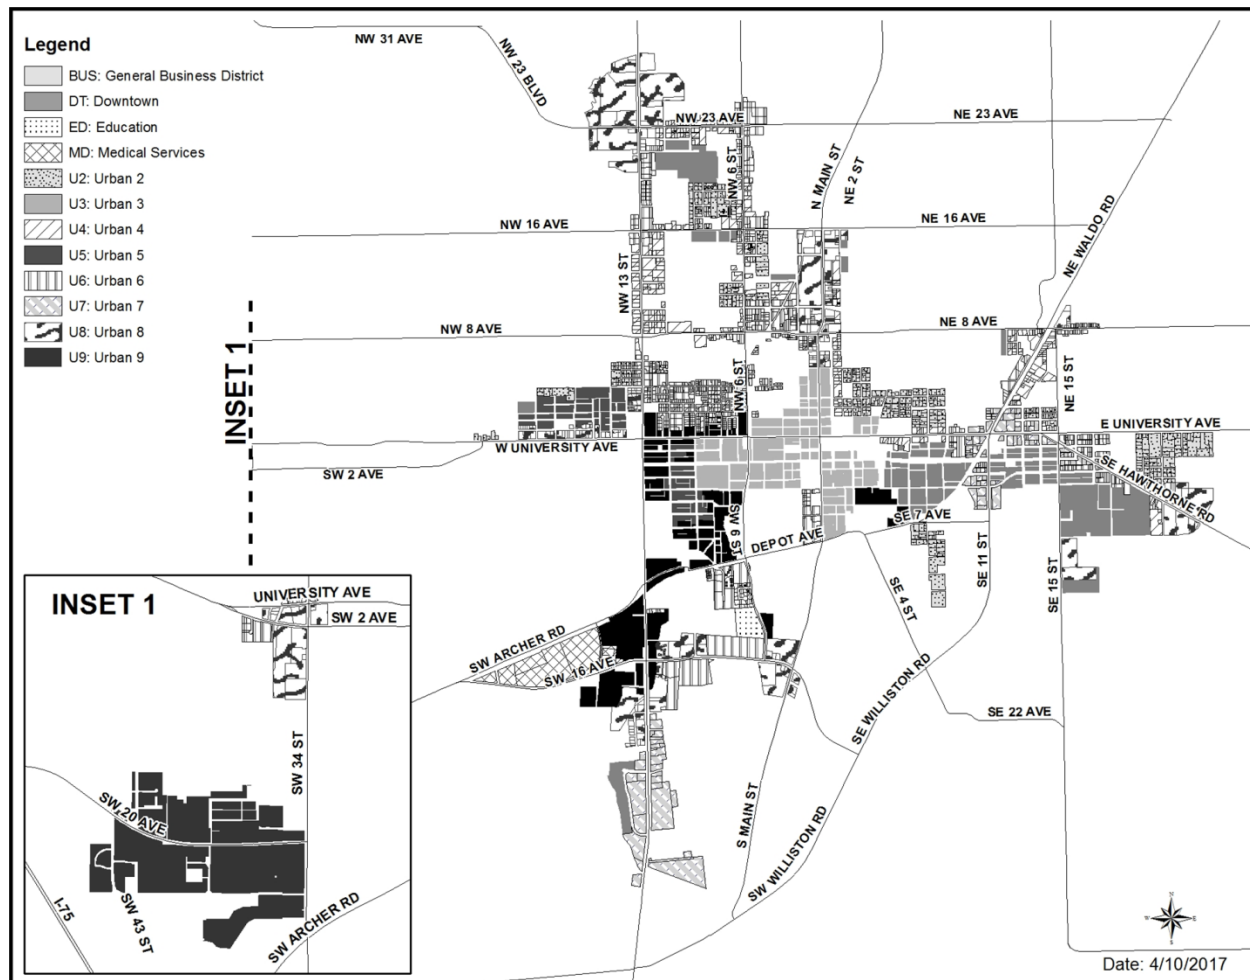 NW 31 AVE
Legend
BUS: General Business District
DT: Downtown
ED: Education
MD: Medical Services
U2: Urban 2
U3: Urban 3
U4: Urban 4
U5: Urban 5
U6: Urban 6
U7: Urban 7
U8: Urban 8
U9: Urban 9
NW 23 BLVD
NW 23 AVE
NE 23 AVE
NW 6 ST
N MAIN ST
NE 2 ST
NW 16 AVE
NE 16 AVE
NE WALDO RD
NW 13 ST
NW 8 AVE
NE 8 AVE
INSET 1
NW 6 ST
NE 15 ST
W UNIVERSITY AVE
E UNIVERSITY AVE
SW 2 AVE
SE HAWTHORNE RD
SW 6 ST
SE 7 AVE
DEPOT AVE
SE 4 ST
SE 11 ST
SE 15 ST
SW ARCHER RD
SW 16 AVE
SE WILLISTON RD
SE 22 AVE
S MAIN ST
SW WILLISTON RD
INSET 1
UNIVERSITY AVE
SW 2 AVE
SW 34 ST
SW 20 AVE
I-75
SW 43 ST
SW ARCHER RD
N
W
E
S
Date: 4/10/2017